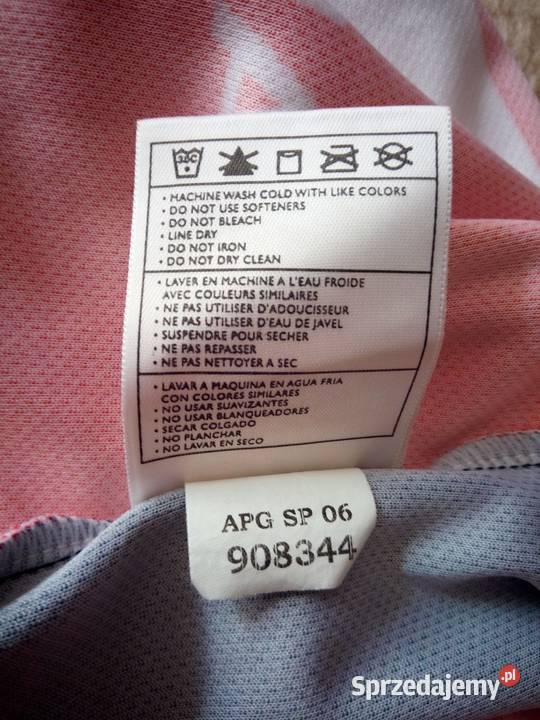 30C
• MACHINE WASH COLD WITH LIKE COLORS
• DO NOT USE SOFTENERS
• DO NOT BLEACH
• LINE DRY
• DO NOT IRON
• DO NOT DRY CLEAN
• LAVER EN MACHINE A L'EAU FROIDE
AVEC COULEURS SIMILAIRES
• NE PAS UTILISER D'ADOUCISSEUR
• NE PAS UTILISER D'EAU DE JAVEL
• SUSPENDRE POUR SECHER
• NE PAS REPASSER
• NE PAS NETTOYER A SEC
• LAVAR A MAQUINA EN AGUA FRIA
CON COLORES SIMILARES
• NO USAR SUAVIZANTES
• NO USAR BLANQUEADORES
• SECAR COLGADO
• NO PLANCHAR
• NO LAVAR EN SECO
APG SP 06
908344
Sprzedajemy.pl